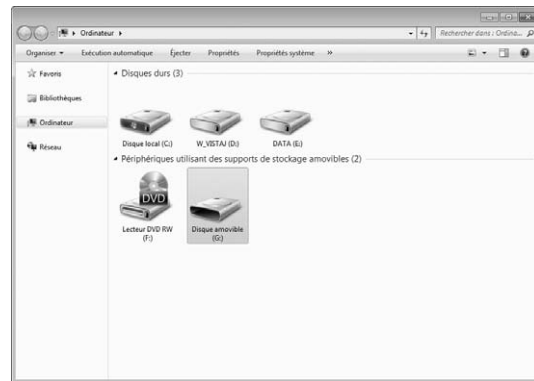 Ordinateur
Rechercher dans : Ordina...
Organiser Exécution automatique Éjecter Propriétés Propriétés système »
Favoris
Bibliothèques
Ordinateur
Réseau
Disques durs (3)
Disque local (C:) W_VISTAJ (D:) DATA (E:)
Périphériques utilisant des supports de stockage amovibles (2)
DVD
Lecteur DVD RW (F:)
Disque amovible (G:)